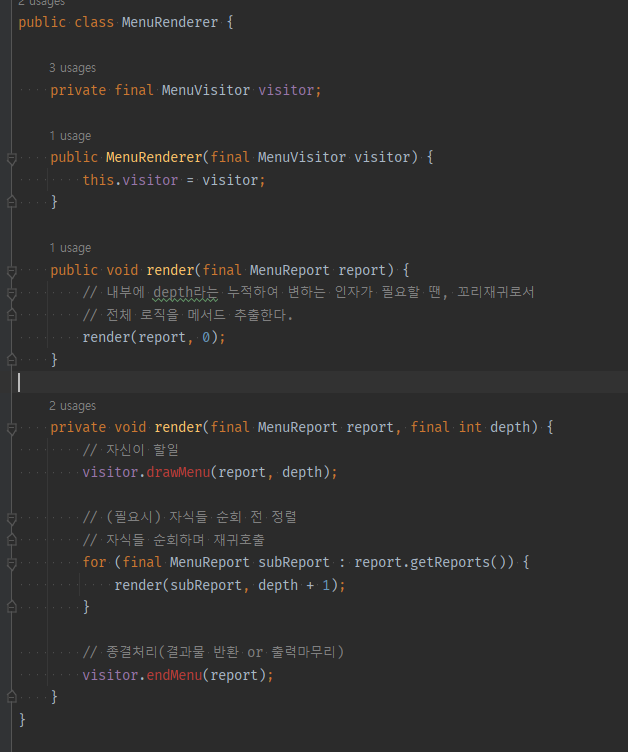 2 usages
public class MenuRenderer {
3 usages
private final MenuVisitor visitor;
1 usage
public MenuRenderer(final MenuVisitor visitor) {
this.visitor = visitor;
}
1 usage
public void render(final MenuReport report) {
// 내부에 depth라는 누적하여 변하는 인자가 필요할 땐, 꼬리재귀로서
// 전체 로직을 메서드 추출한다.
render(report, 0);
}
2 usages
private void render(final MenuReport report, final int depth) {
// 자신이 할일
visitor.drawMenu(report, depth);
// (필요시) 자식들 순회 전 정렬
// 자식들 순회하며 재귀호출
for (final MenuReport subReport : report.getReports()) {
render(subReport, depth + 1);
}
// 종결처리(결과물 반환 or 출력마무리)
visitor.endMenu(report);
}
}